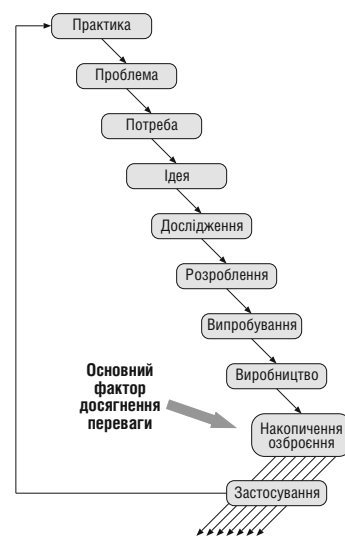 Практика
Проблема
Потреба
Ідея
Дослідження
Розроблення
Випробування
Виробництво
Основний
фактор
досягнення
переваги
Накопичення
озброєння
Застосування